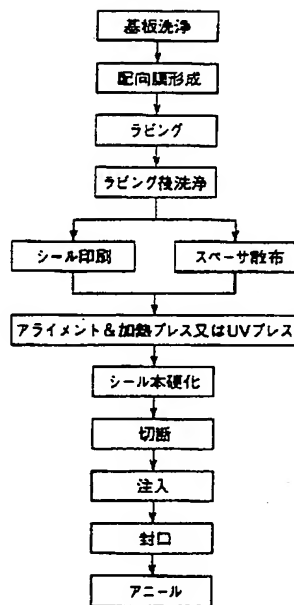 基板洗浄
配向膜形成
ラビング
ラビング後洗浄
シール印刷
スペーサ散布
アライメント&加熱プレス又はUVプレス
シール本硬化
切断
注入
封口
アニール